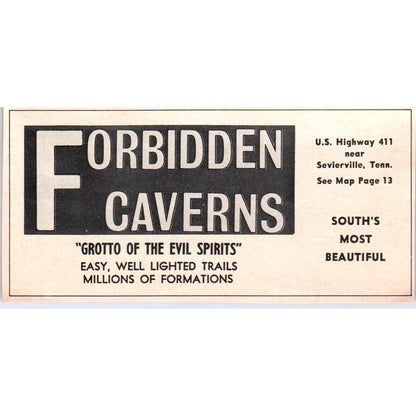 FORBIDDEN
CAVERNS
"GROTTO OF THE EVIL SPIRITS"
EASY, WELL LIGHTED TRAILS
MILLIONS OF FORMATIONS
U.S. Highway 411
near
Sevierville, Tenn.
See Map Page 13
SOUTH'S
MOST
BEAUTIFUL